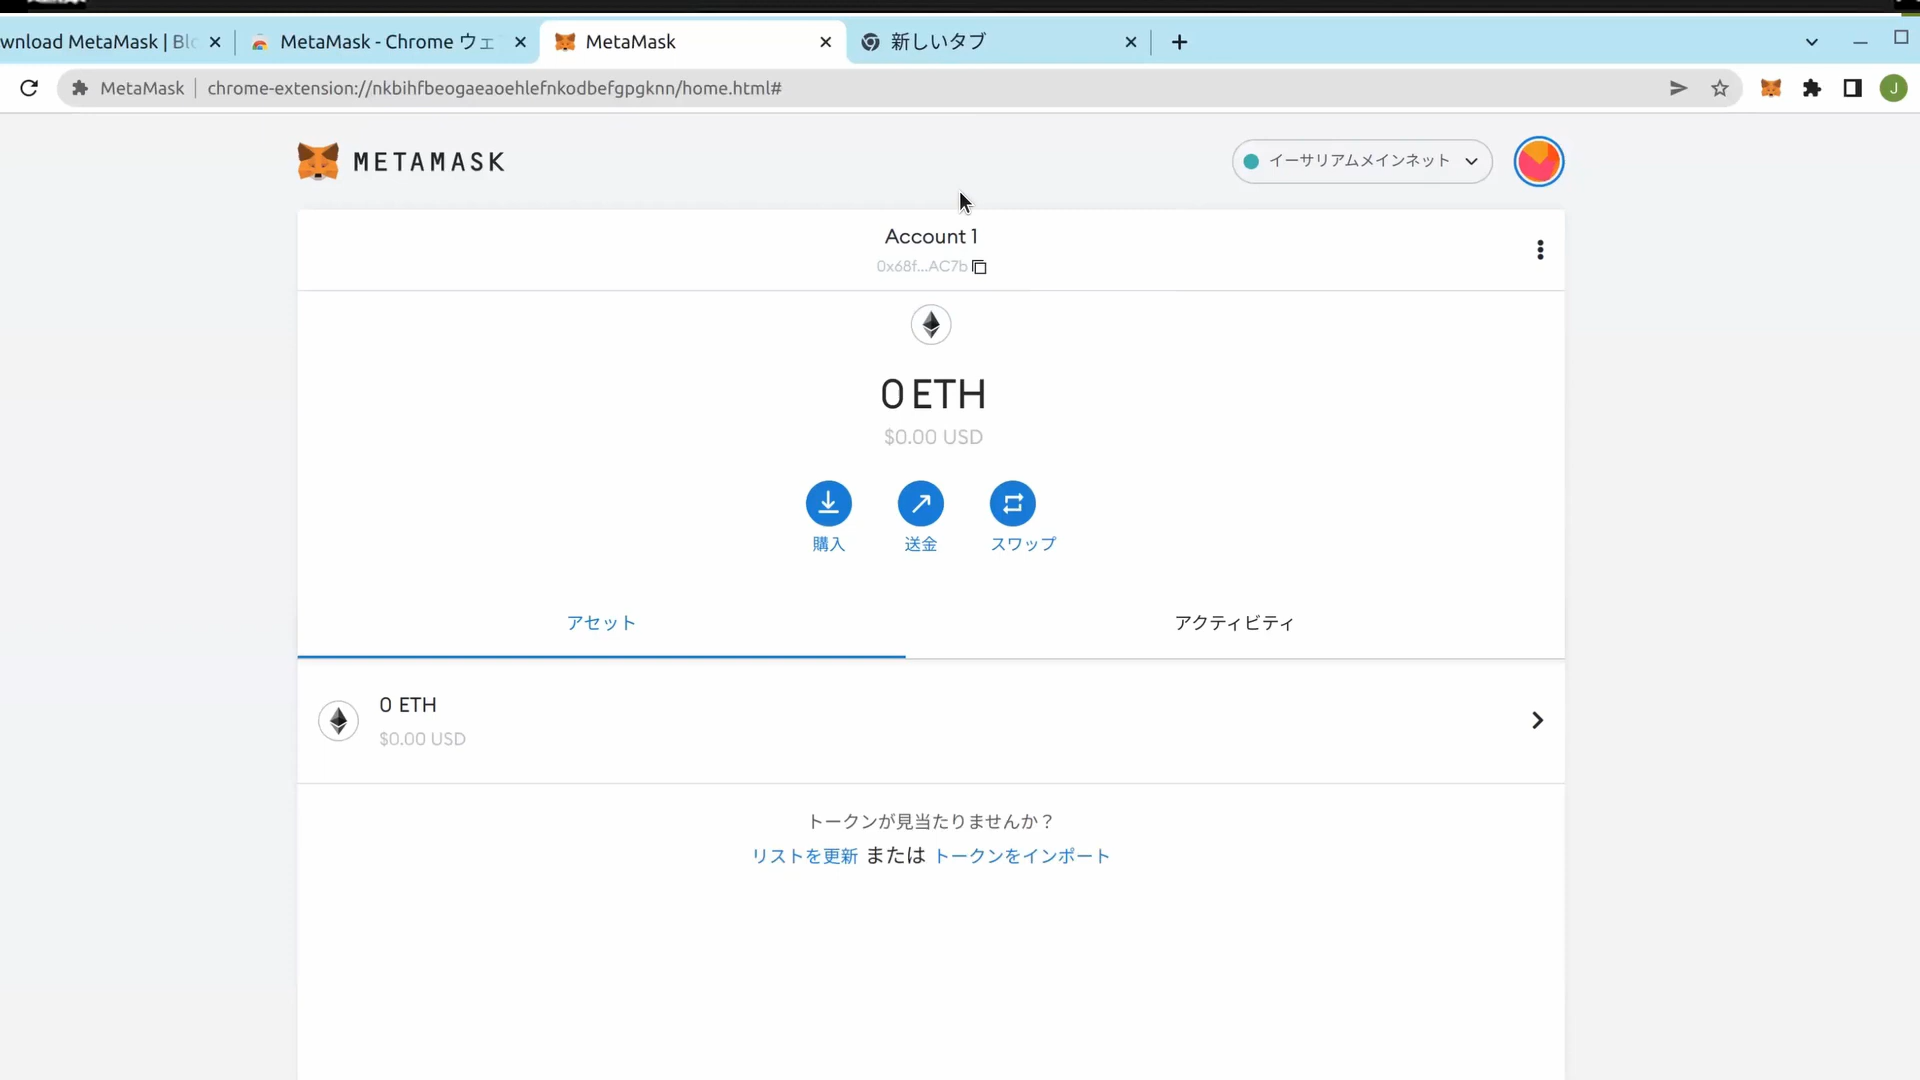 wnload MetaMask | Blo
MetaMask - Chrome ウェ
MetaMask
新しいタブ
MetaMask
chrome-extension://nkbihfbeogaeaoehlefnkodbefgpgknn/home.html#
J
METAMASK
イーサリアムメインネット
Account 1
0x68f...AC7b
0 ETH
$0.00 USD
購入
送金
スワップ
アセット
アクティビティ
0 ETH
$0.00 USD
トークンが見当たりませんか？
リストを更新 または トークンをインポート